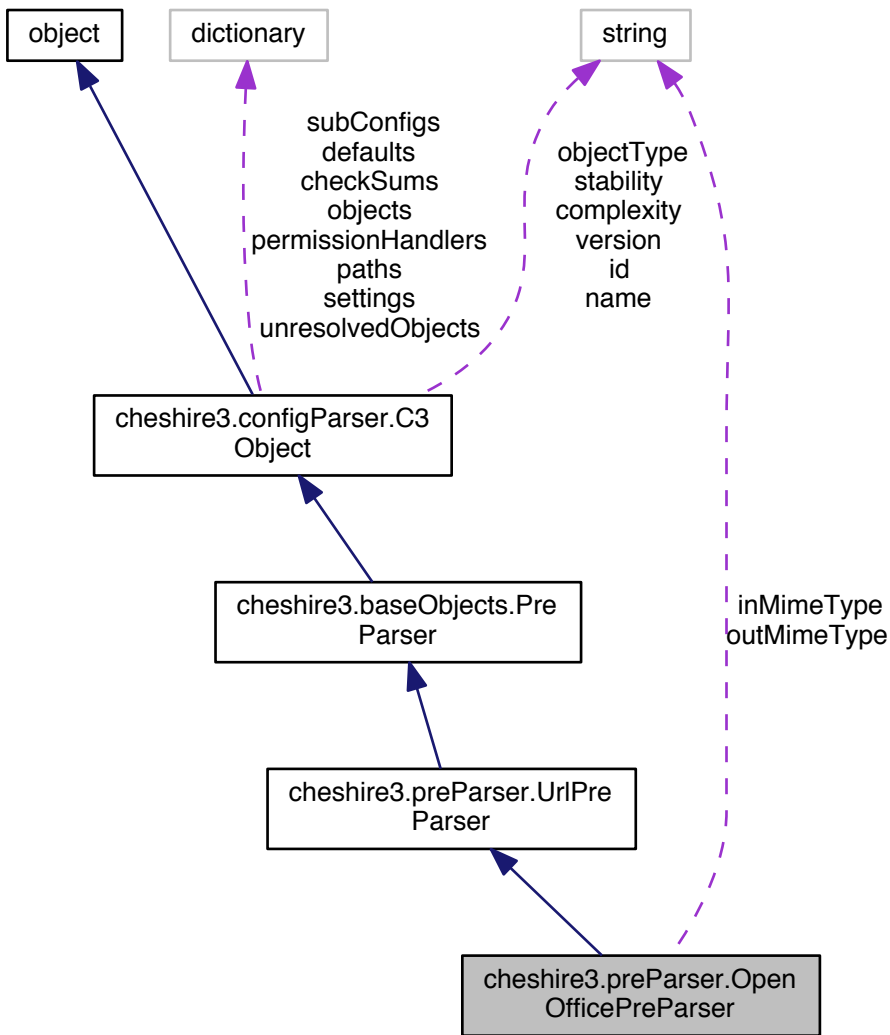 object
dictionary
string
subConfigs
defaults
checkSums
objects
permissionHandlers
paths
settings
unresolvedObjects
objectType
stability
complexity
version
id
name
cheshire3.configParser.C3
Object
cheshire3.baseObjects.Pre
Parser
inMimeType
outMimeType
cheshire3.preParser.UrlPre
Parser
cheshire3.preParser.Open
OfficePreParser